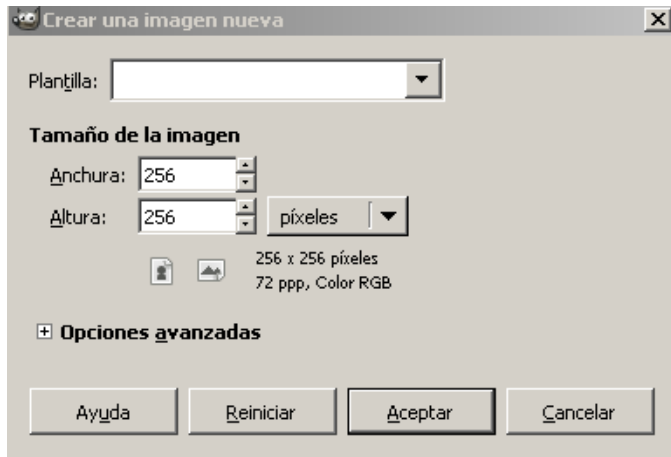 Crear una imagen nueva
Plantilla:
Tamaño de la imagen
Anchura: 256
Altura: 256 píxeles
256 x 256 píxeles
72 ppp, Color RGB
Opciones avanzadas
Ayuda Reiniciar Aceptar Cancelar